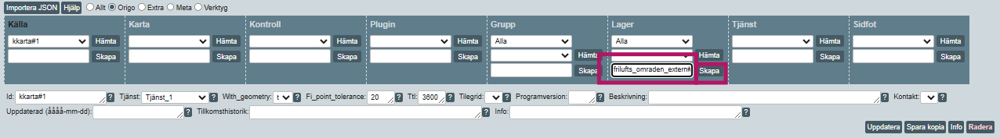 Importera JSON Hjälp Allt Origo Extra Meta Verktyg
Källa Karta Kontroll Plugin Grupp Lager Tjänst Sidfot
kkarta#1 Hämta Hämta Hämta Hämta Alla Alla Hämta Hämta
Skapa Skapa Skapa Skapa Hämta Hämta Skapa Skapa
Skapa frilufts_omraden_extern# Skapa
Id: kkarta#1 ? Tjänst: Tjänst_1 ? With_geometry: t ? Fi_point_tolerance: 20 ? Ttl: 3600 ? Tilegrid: ? Programversion: ? Beskrivning: ? Kontakt: ?
Uppdaterad (åååå-mm-dd): ? Tillkomsthistorik: ? Info: ?
Uppdatera Spara kopia Info Radera